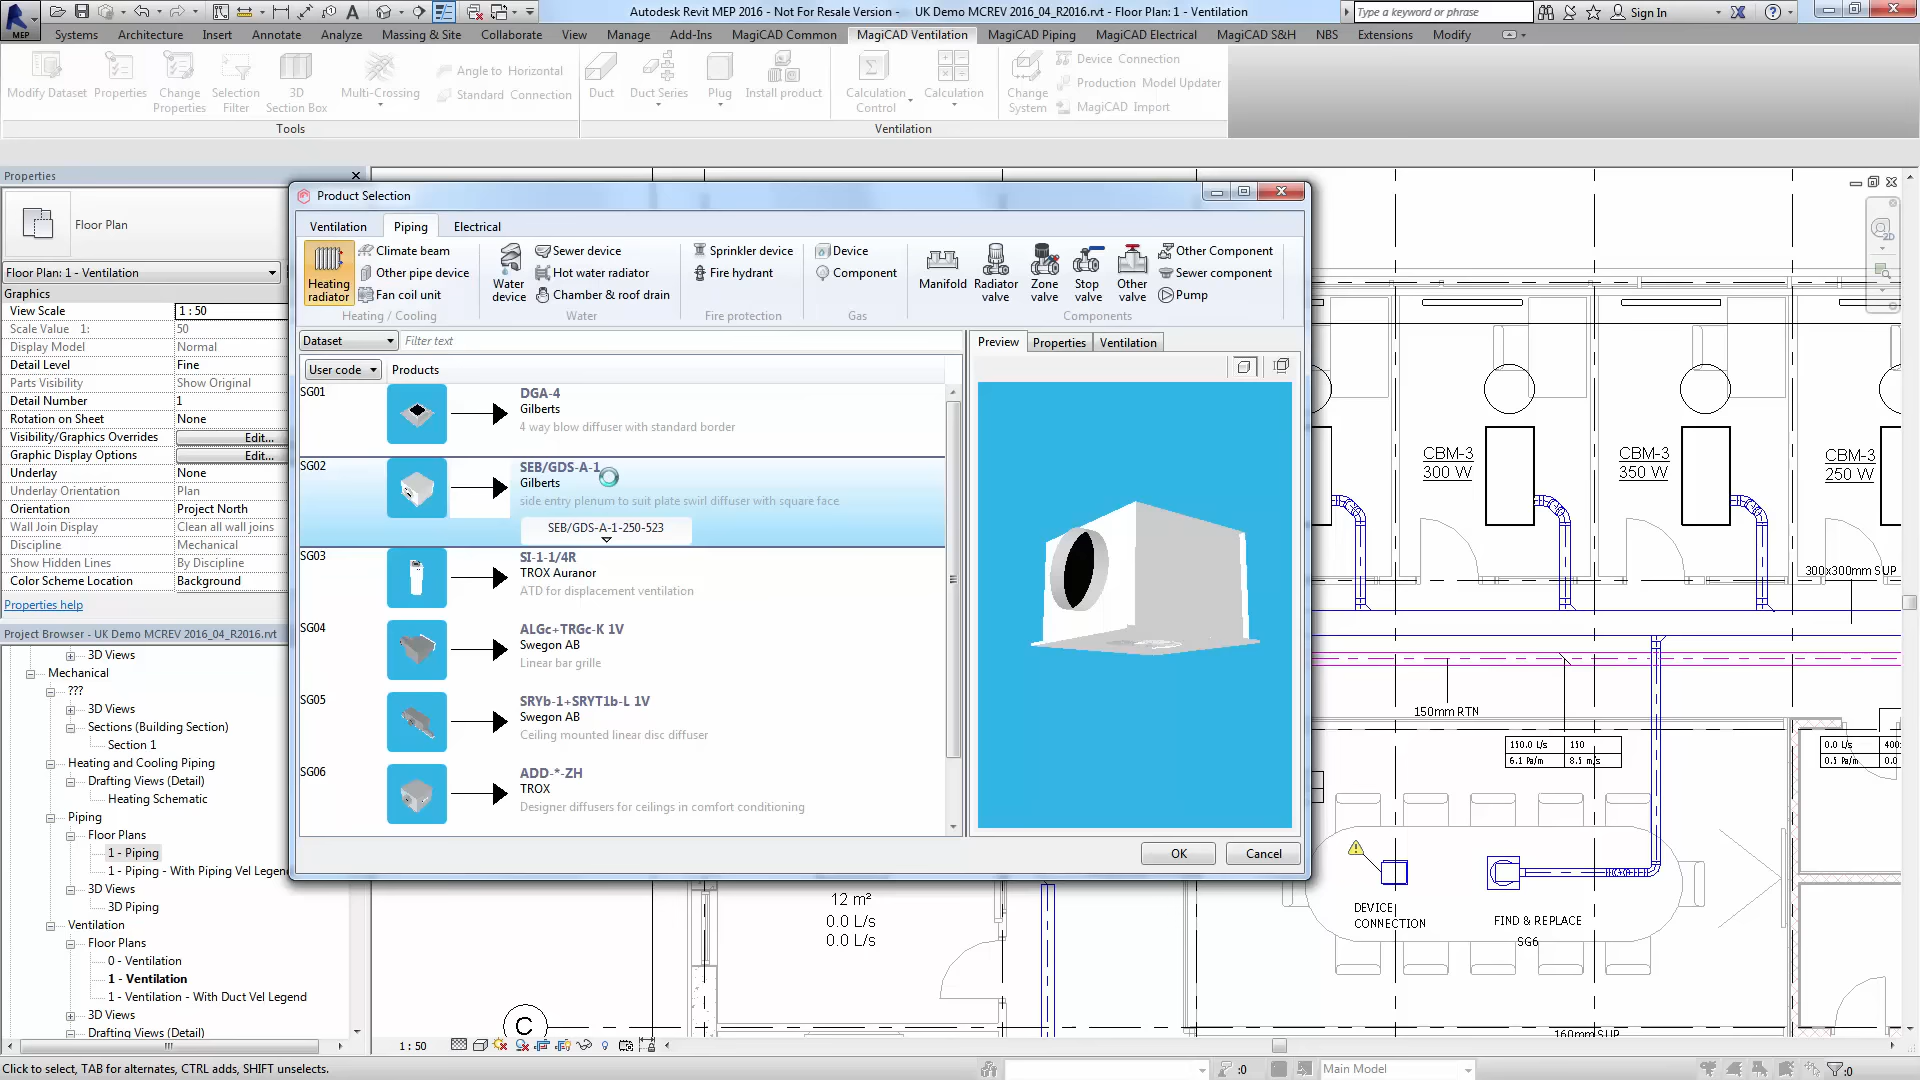 Autodesk Revit MEP 2016 - Not For Resale Version -    UK Demo MCREV 2016_04_R2016.rvt - Floor Plan: 1 - Ventilation
Type a keyword or phrase
Sign In
MEP
Systems Architecture Insert Annotate Analyze Massing & Site Collaborate View Manage Add-Ins MagiCAD Common MagiCAD Ventilation MagiCAD Piping MagiCAD Electrical MagiCAD S&H NBS Extensions Modify
Modify Dataset
Properties
Change Properties
Selection Filter
3D Section Box
Multi-Crossing
Angle to Horizontal
Standard Connection
Duct
Duct Series
Plug
Install product
Calculation Control
Calculation
Change System
Device Connection
Production Model Updater
MagiCAD Import
Tools
Ventilation
Properties
Floor Plan
Floor Plan: 1 - Ventilation
Graphics
View Scale 1 : 50
Scale Value 1: 50
Display Model Normal
Detail Level Fine
Parts Visibility Show Original
Detail Number 1
Rotation on Sheet None
Visibility/Graphics Overrides Edit...
Graphic Display Options Edit...
Underlay None
Underlay Orientation Plan
Orientation Project North
Wall Join Display Clean all wall joins
Discipline Mechanical
Show Hidden Lines By Discipline
Color Scheme Location Background
Properties help
Project Browser - UK Demo MCREV 2016_04_R2016.rvt
3D Views
Mechanical
???
3D Views
Sections (Building Section)
Section 1
Heating and Cooling Piping
Drafting Views (Detail)
Heating Schematic
Piping
Floor Plans
1 - Piping
1 - Piping - With Piping Vel Legend
3D Views
3D Piping
Ventilation
Floor Plans
0 - Ventilation
1 - Ventilation
1 - Ventilation - With Duct Vel Legend
3D Views
Drafting Views (Detail)
Product Selection
Ventilation Piping Electrical
Heating radiator
Climate beam
Other pipe device
Fan coil unit
Heating / Cooling
Water device
Sewer device
Hot water radiator
Chamber & roof drain
Water
Sprinkler device
Fire hydrant
Fire protection
Device
Component
Gas
Manifold
Radiator valve
Zone valve
Stop valve
Other valve
Other Component
Sewer component
Pump
Components
Dataset Filter text
User code Products
SG01 DGA-4
Gilberts
4 way blow diffuser with standard border
SG02 SEB/GDS-A-1
Gilberts
side entry plenum to suit plate swirl diffuser with square face
SEB/GDS-A-1-250-523
SG03 SI-1-1/4R
TROX Auranor
ATD for displacement ventilation
SG04 ALGc+TRGc-K 1V
Swegon AB
Linear bar grille
SG05 SRYb-1+SRYT1b-L 1V
Swegon AB
Ceiling mounted linear disc diffuser
SG06 ADD-*-ZH
TROX
Designer diffusers for ceilings in comfort conditioning
Preview Properties Ventilation
OK Cancel
2D
CBM-3
300 W
CBM-3
350 W
CBM-3
250 W
300x300mm SUP
150mm RTN
150.0 L/s 150
6.1 Pa/m 8.5 m/s
0.0 L/s 400
0.5 Pa/m 0.0
DEVICE
CONNECTION
FIND & REPLACE
SG6
12 m²
0.0 L/s
0.0 L/s
C
160mm SUP
1 : 50
Click to select, TAB for alternates, CTRL adds, SHIFT unselects.
:0
Main Model
:0